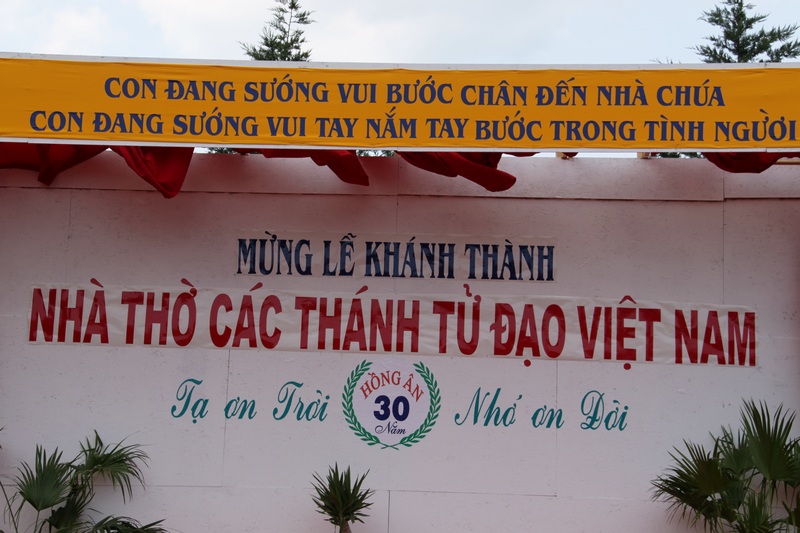 CON ĐANG SƯỚNG VUI BƯỚC CHÂN ĐẾN NHÀ CHÚA
CON ĐANG SƯỚNG VUI TAY NẮM TAY BƯỚC TRONG TÌNH NGƯỜI
MỪNG LỄ KHÁNH THÀNH
NHÀ THỜ CÁC THÁNH TỬ ĐẠO VIỆT NAM
Tạ ơn Trời
HỒNG ÂN
30
Năm
Nhớ ơn Đời